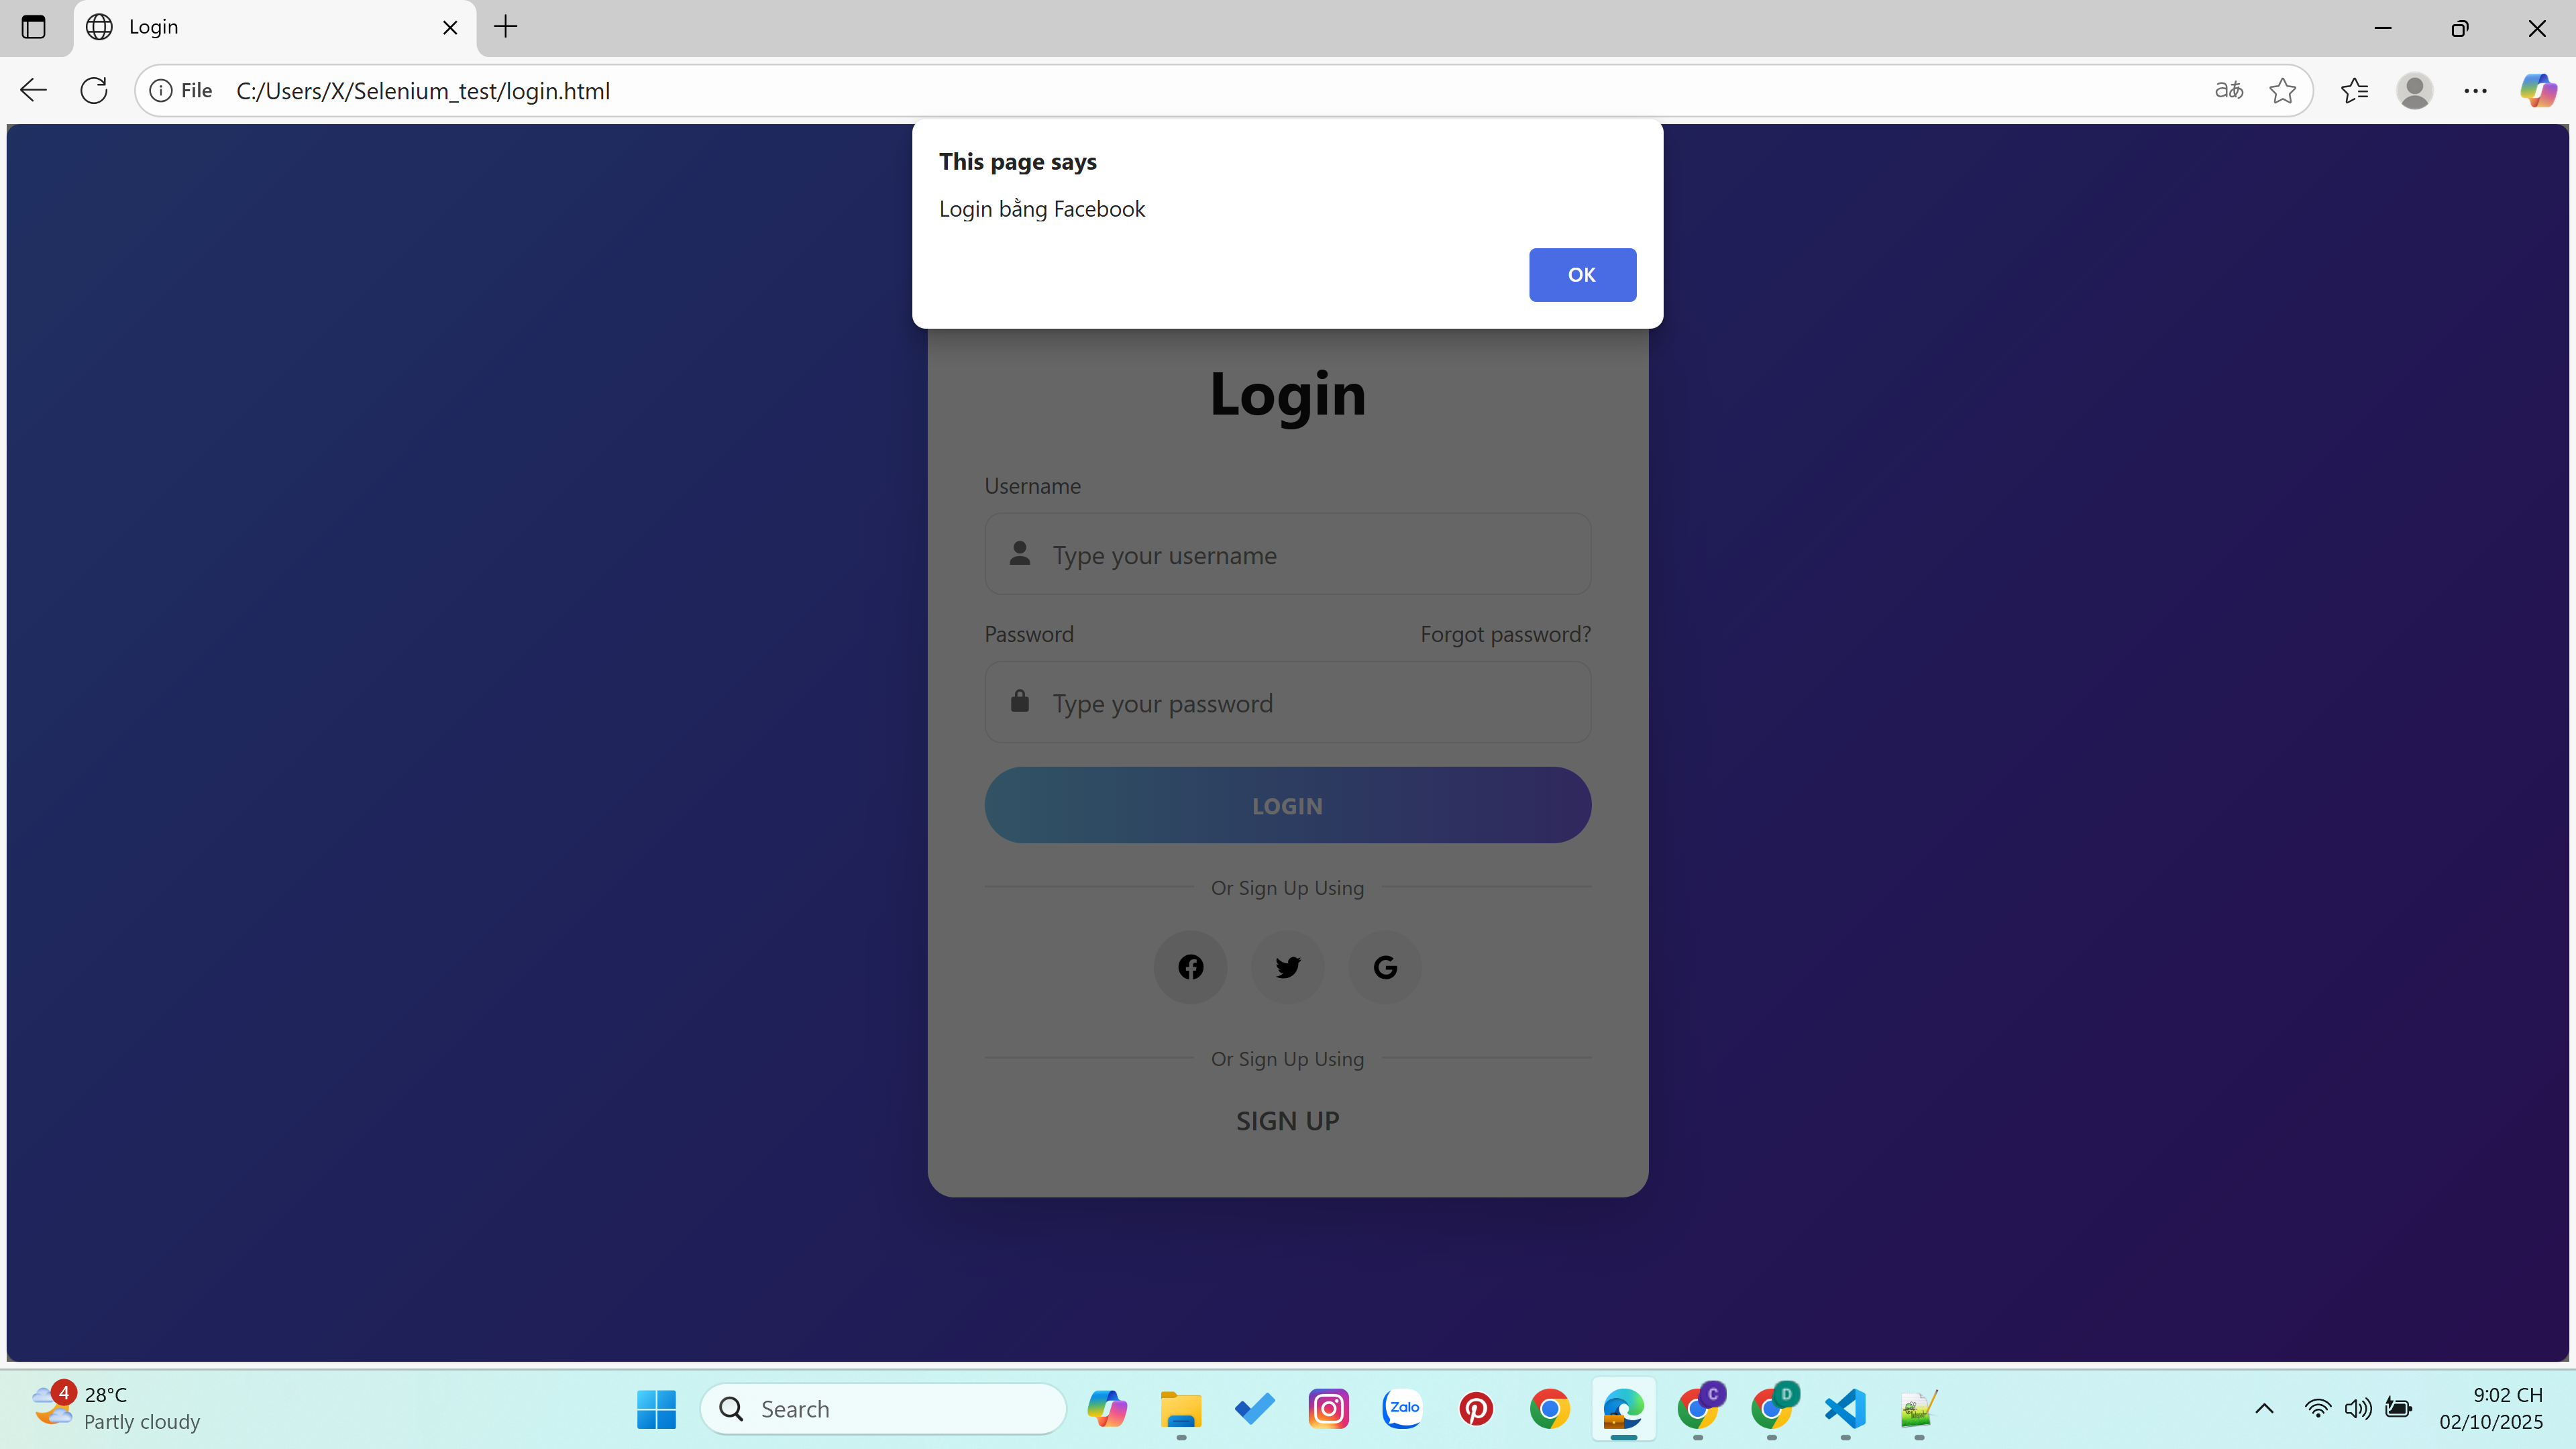 Login
File C:/Users/X/Selenium_test/login.html aあ
This page says
Login bằng Facebook
OK
Login
Username
Type your username
Password Forgot password?
Type your password
LOGIN
Or Sign Up Using
Or Sign Up Using
SIGN UP
4 28°C
Partly cloudy
Search
Zalo
C
D
9:02 CH
02/10/2025